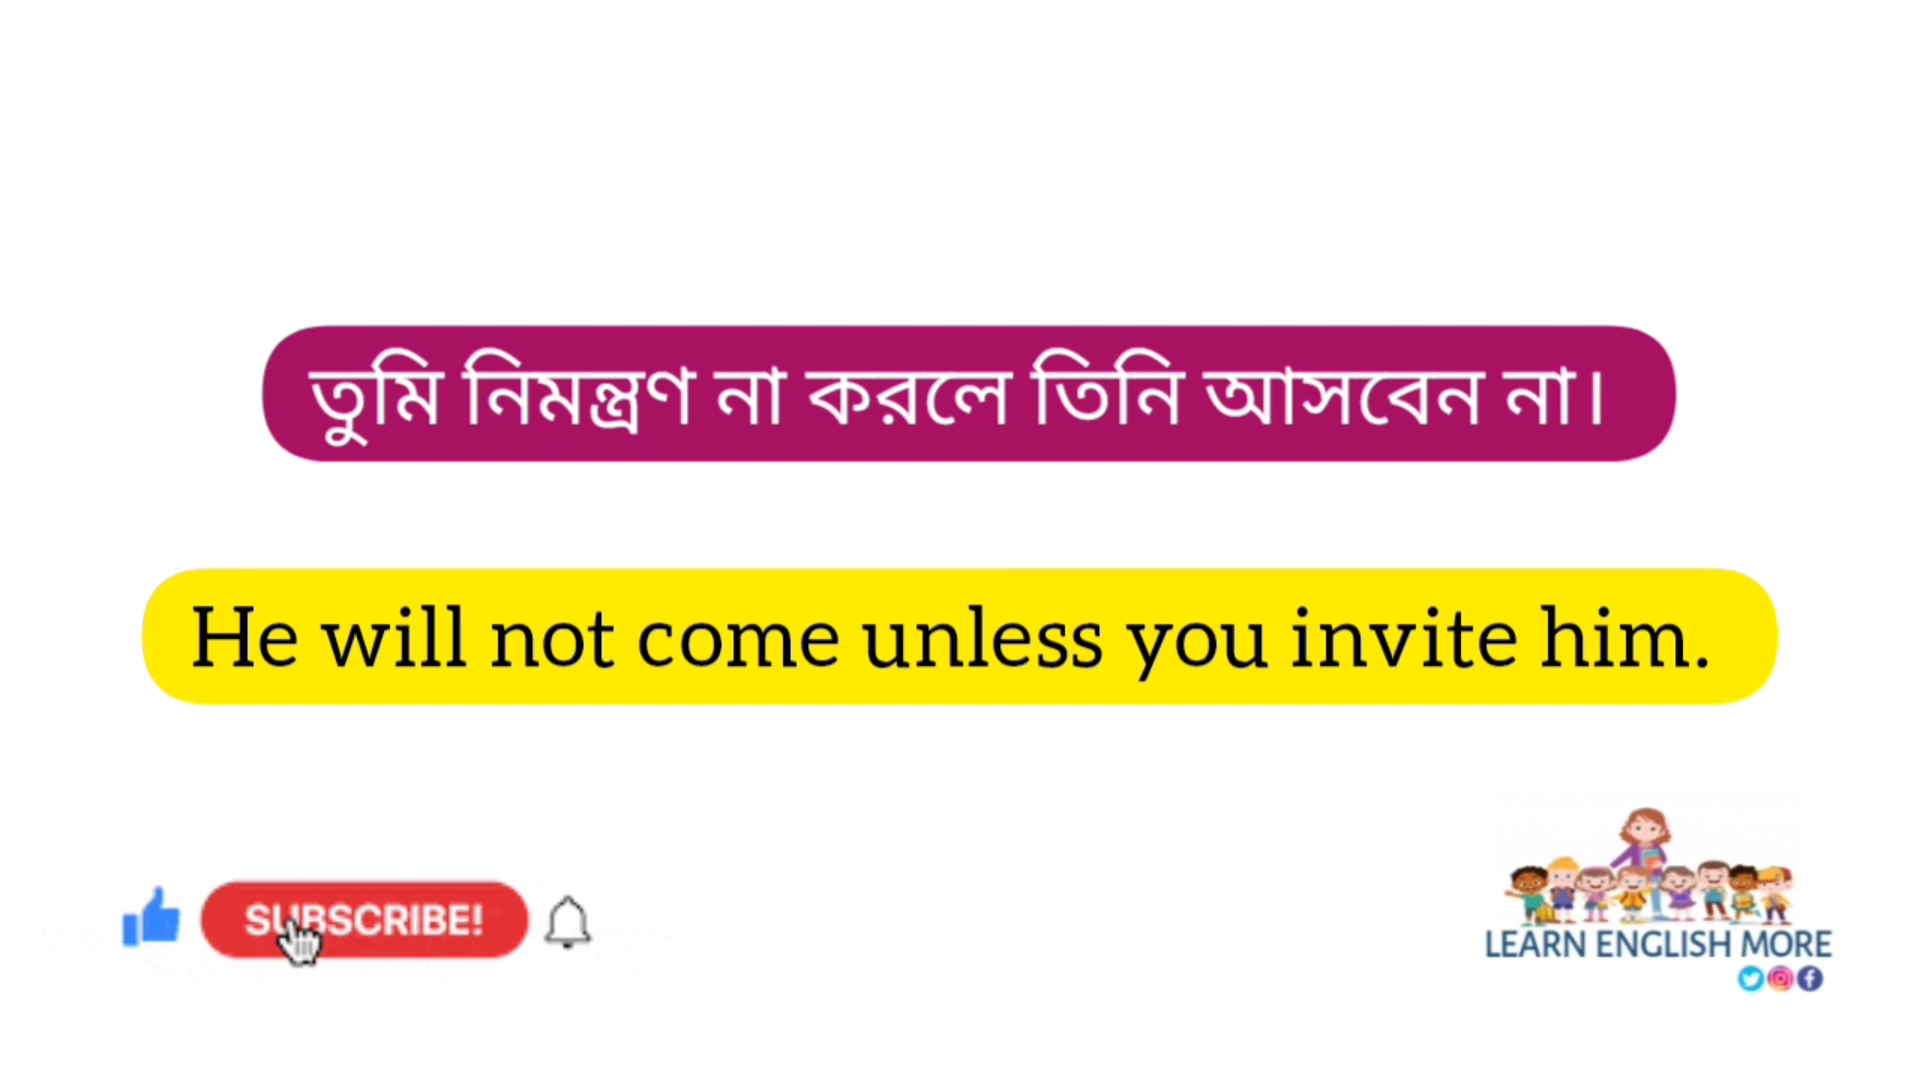 তুমি নিমন্ত্রণ না করলে তিনি আসবেন না।
He will not come unless you invite him.
SUBSCRIBE!
LEARN ENGLISH MORE